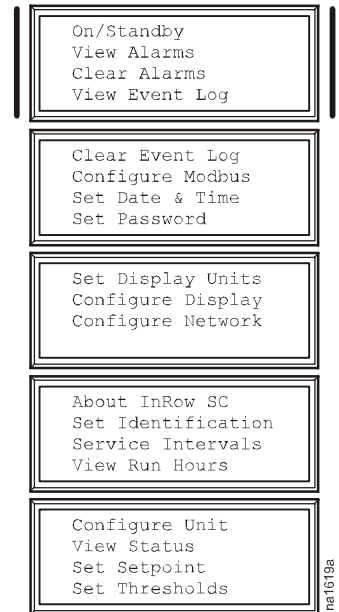 On/Standby
View Alarms
Clear Alarms
View Event Log
Clear Event Log
Configure Modbus
Set Date & Time
Set Password
Set Display Units
Configure Display
Configure Network
About InRow SC
Set Identification
Service Intervals
View Run Hours
Configure Unit
View Status
Set Setpoint
Set Thresholds
na1619a